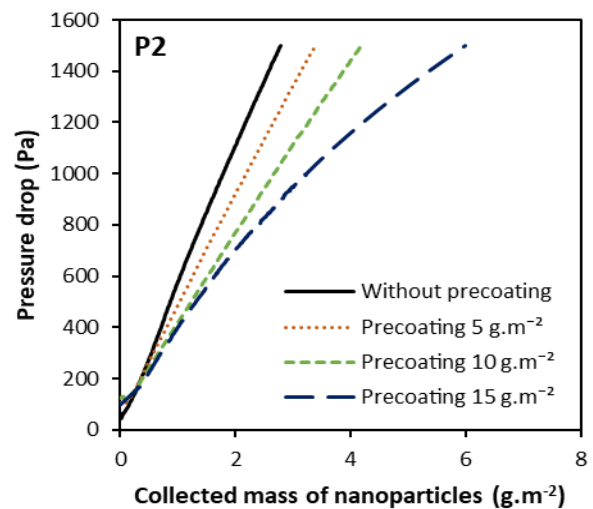 P2
1600
1400
1200
1000
800
600
400
200
0
Pressure drop (Pa)
Without precoating
Precoating 5 g.m⁻²
Precoating 10 g.m⁻²
Precoating 15 g.m⁻²
0 2 4 6 8
Collected mass of nanoparticles (g.m⁻²)